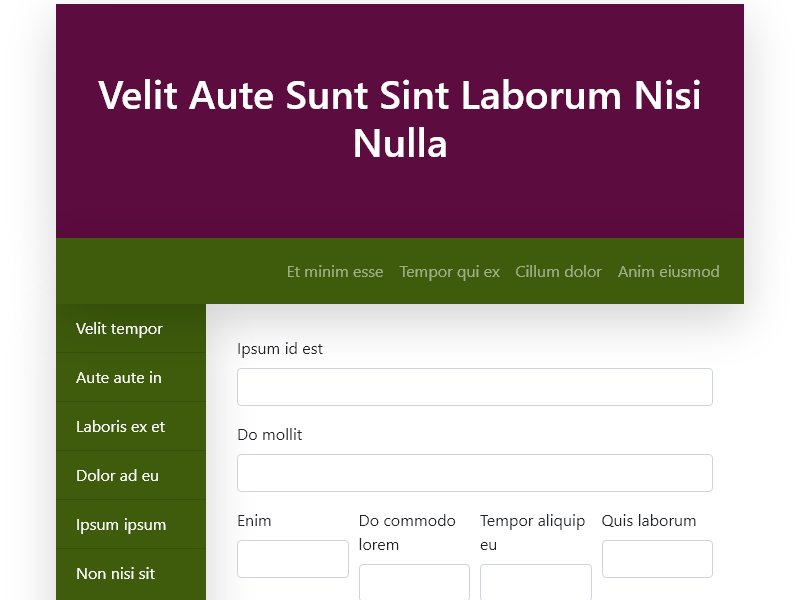 Velit Aute Sunt Sint Laborum Nisi
Nulla
Et minim esse Tempor qui ex Cillum dolor Anim eiusmod
Velit tempor
Aute aute in
Laboris ex et
Dolor ad eu
Ipsum ipsum
Non nisi sit
Ipsum id est
Do mollit
Enim
Do commodo
lorem
Tempor aliquip
eu
Quis laborum